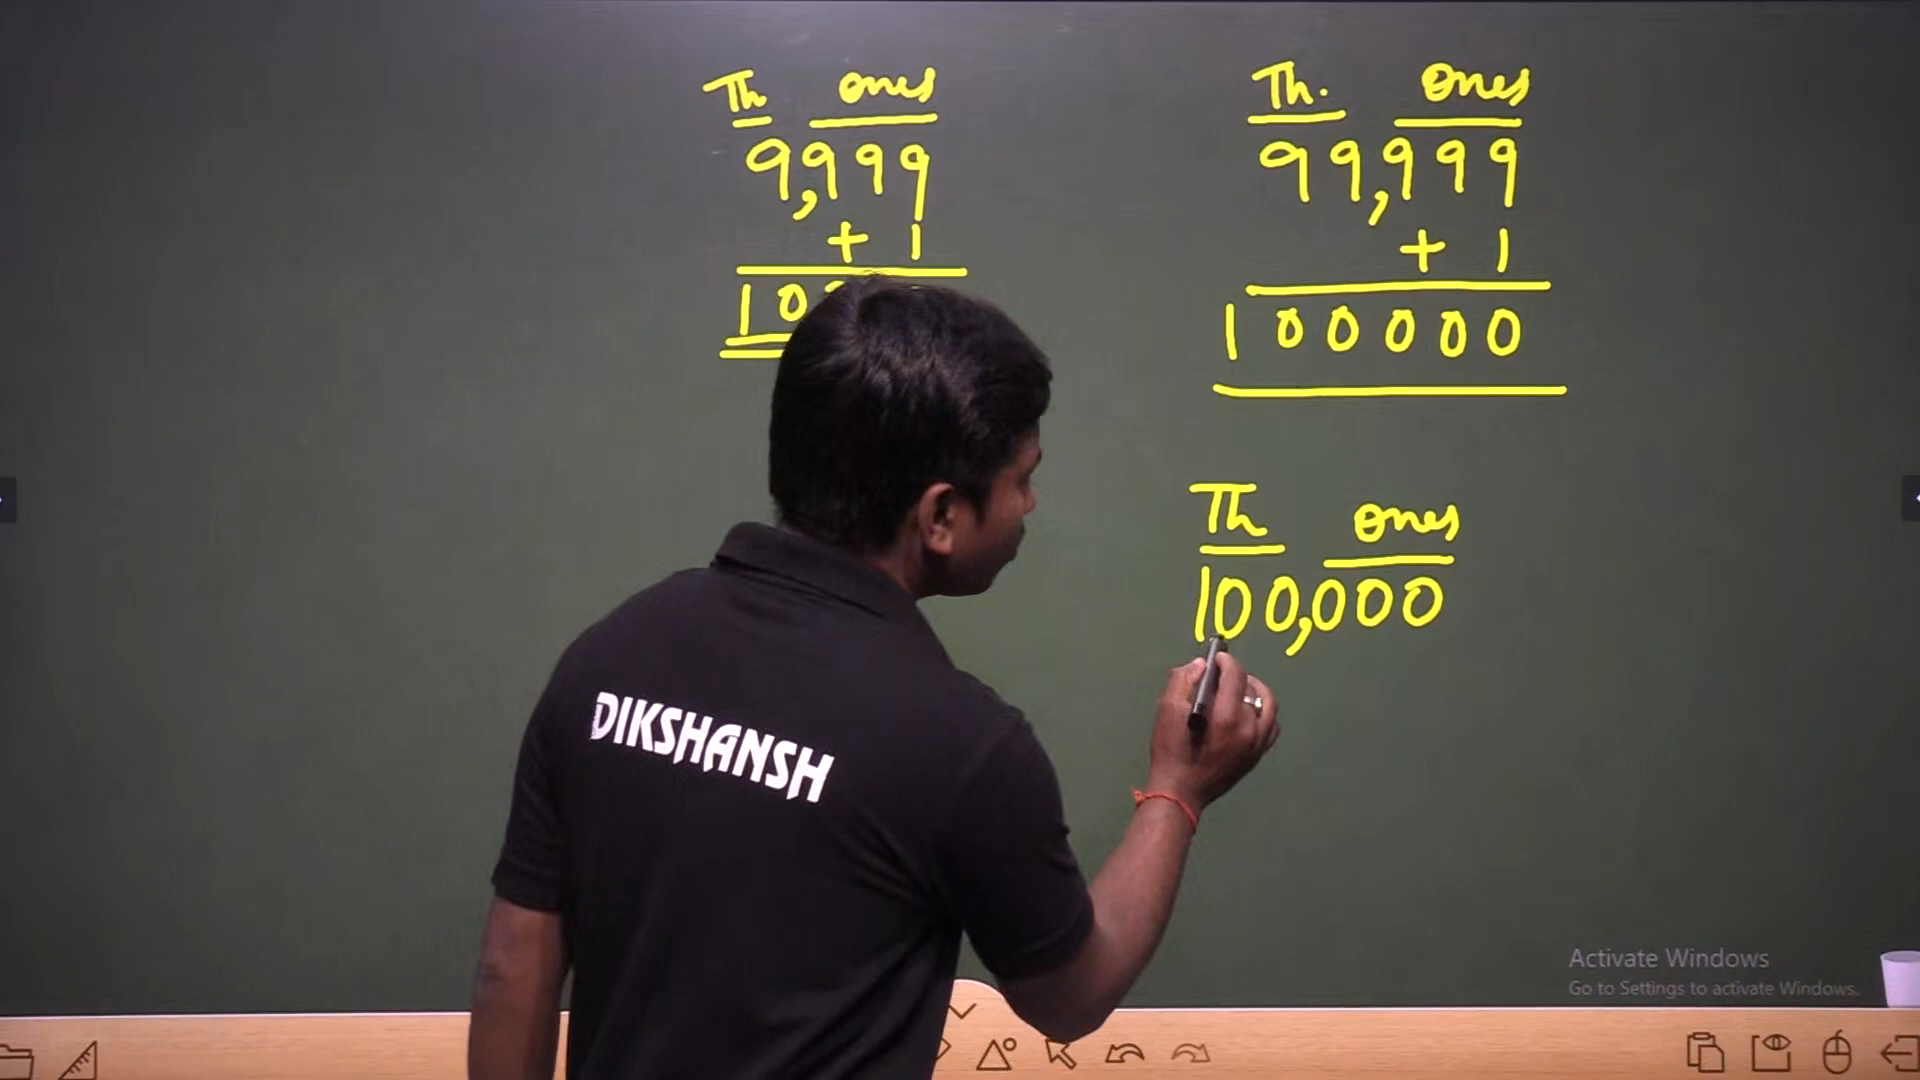 Th ones
9,999
+ 1
10
Th. Ones
99,999
+ 1
100000
Th ones
100,000
DIKSHANSH
Activate Windows
Go to Settings to activate Windows.